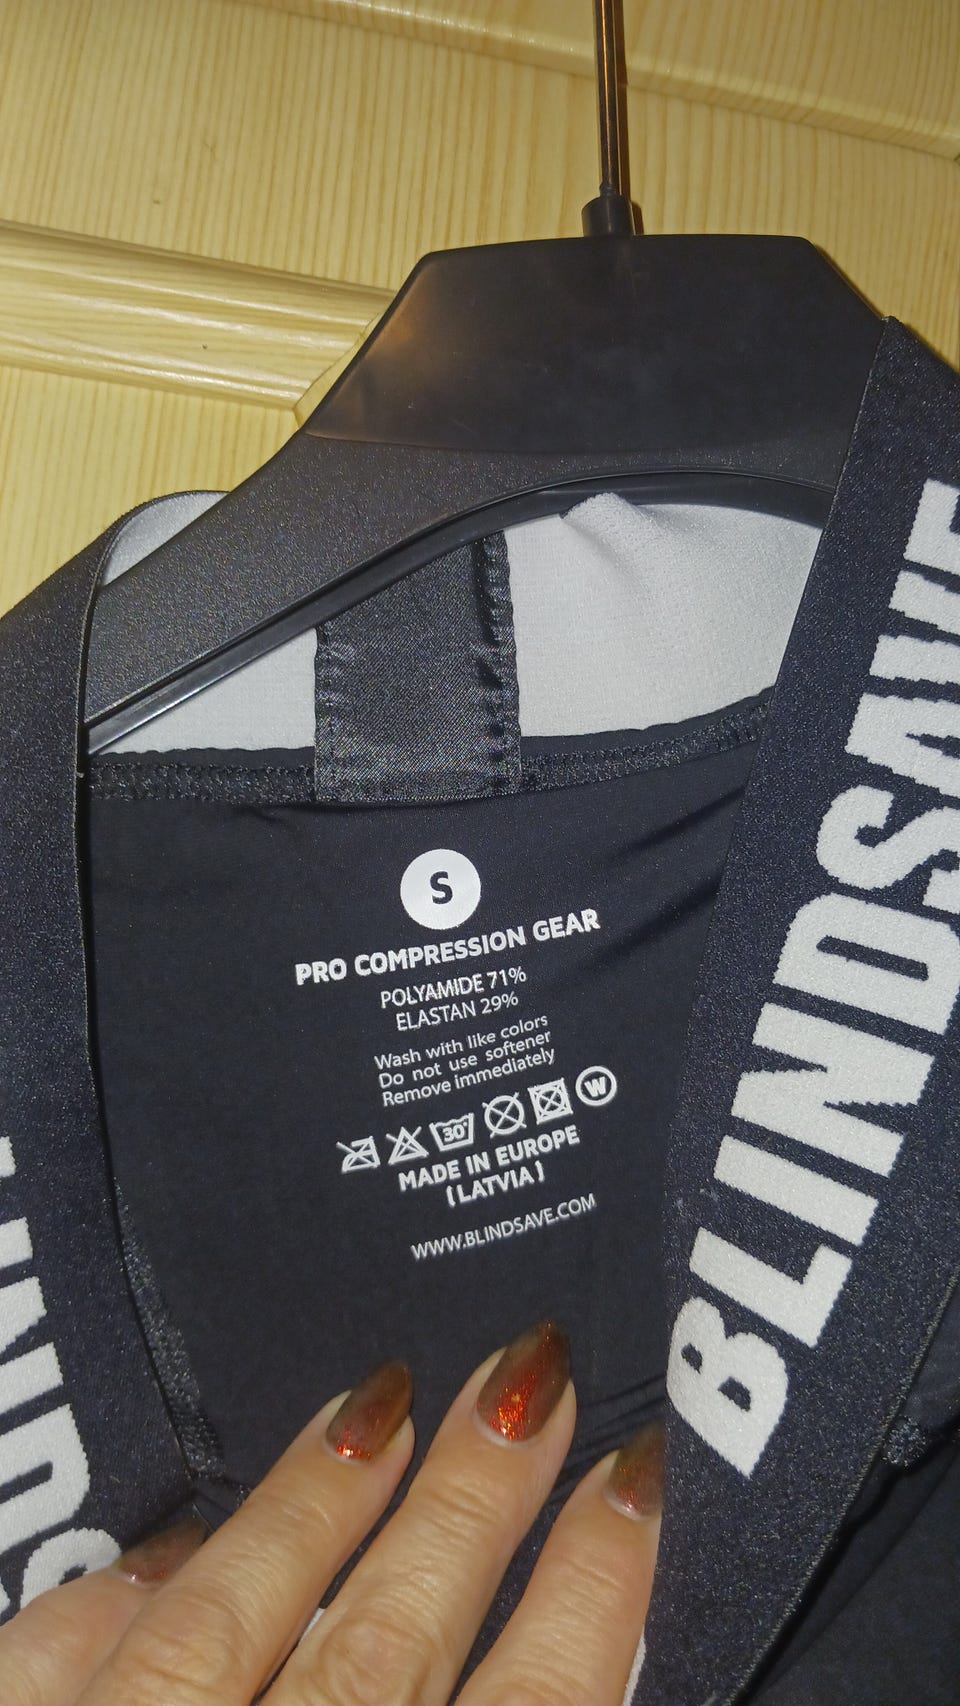 S
PRO COMPRESSION GEAR
POLYAMIDE 71%
ELASTAN 29%
Wash with like colors
Do not use softener
Remove immediately
30°
W
MADE IN EUROPE
(LATVIA)
WWW.BLINDSAVE.COM
BLINDSAVE